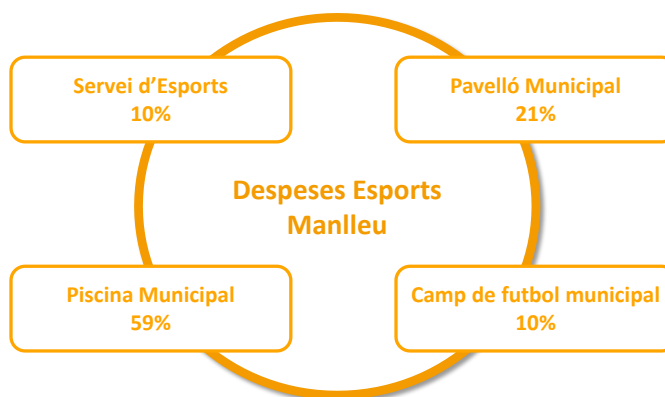 Servei d’Esports
10%
Pavelló Municipal
21%
Despeses Esports
Manlleu
Piscina Municipal
59%
Camp de futbol municipal
10%